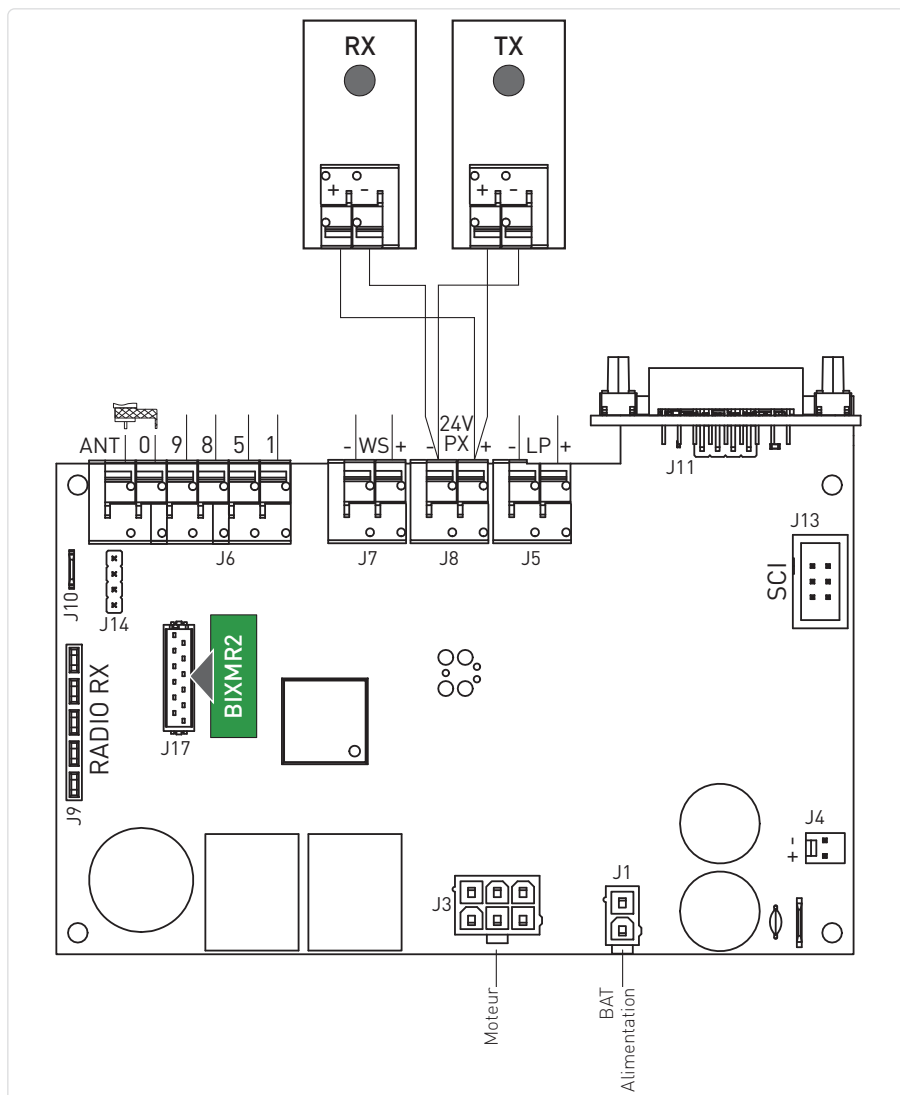 RX TX
+ - + -
24V
ANT 0 9 8 5 1 - WS + - PX + - LP +
J11
J6 J7 J8 J5
J13
SCI
J10
J14
BIXMR2
RADIO RX
J17
J9
J4
+ -
J1
J3
Moteur
BAT
Alimentation